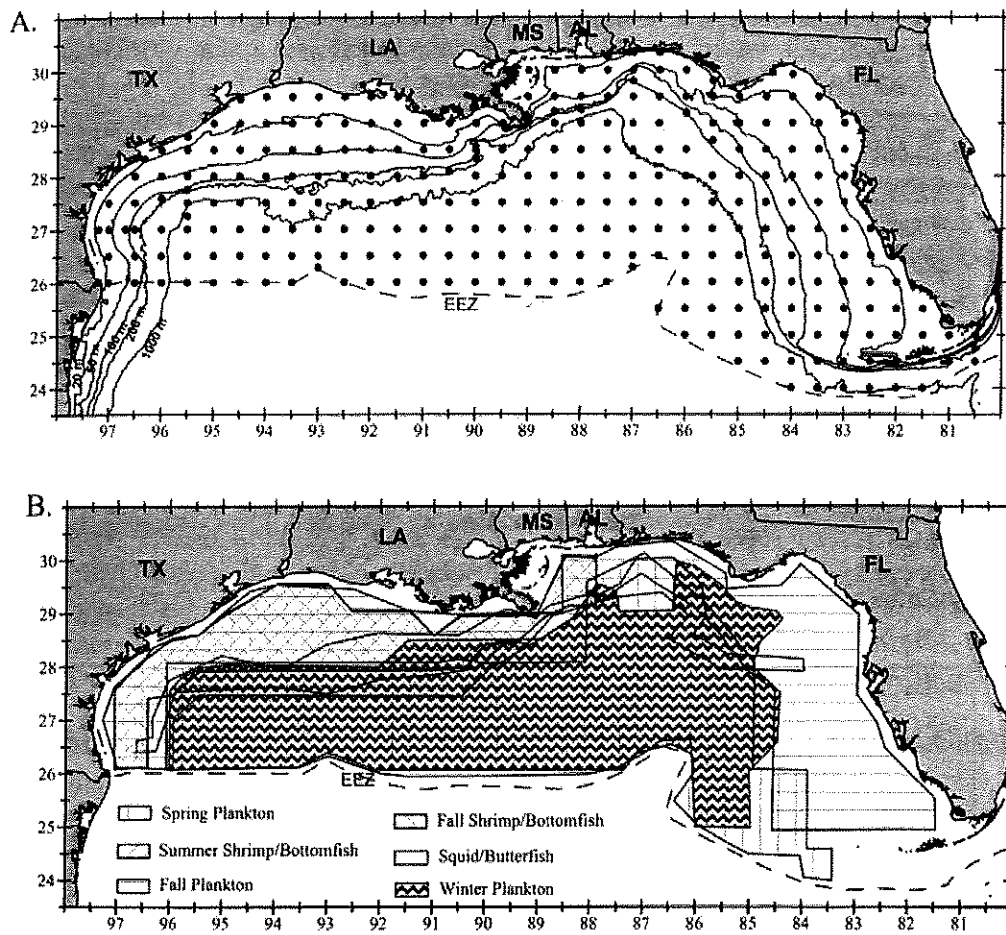 A.
MS AL
LA
TX
FL
30
29
28
27
26
25
24
EEZ
20 m
50 m
100 m
200 m
1000 m
97 96 95 94 93 92 91 90 89 88 87 86 85 84 83 82 81
B.
MS AL
LA
TX
FL
30
29
28
27
26
25
24
EEZ
Spring Plankton
Summer Shrimp/Bottomfish
Fall Plankton
Fall Shrimp/Bottomfish
Squid/Butterfish
Winter Plankton
97 96 95 94 93 92 91 90 89 88 87 86 85 84 83 82 81